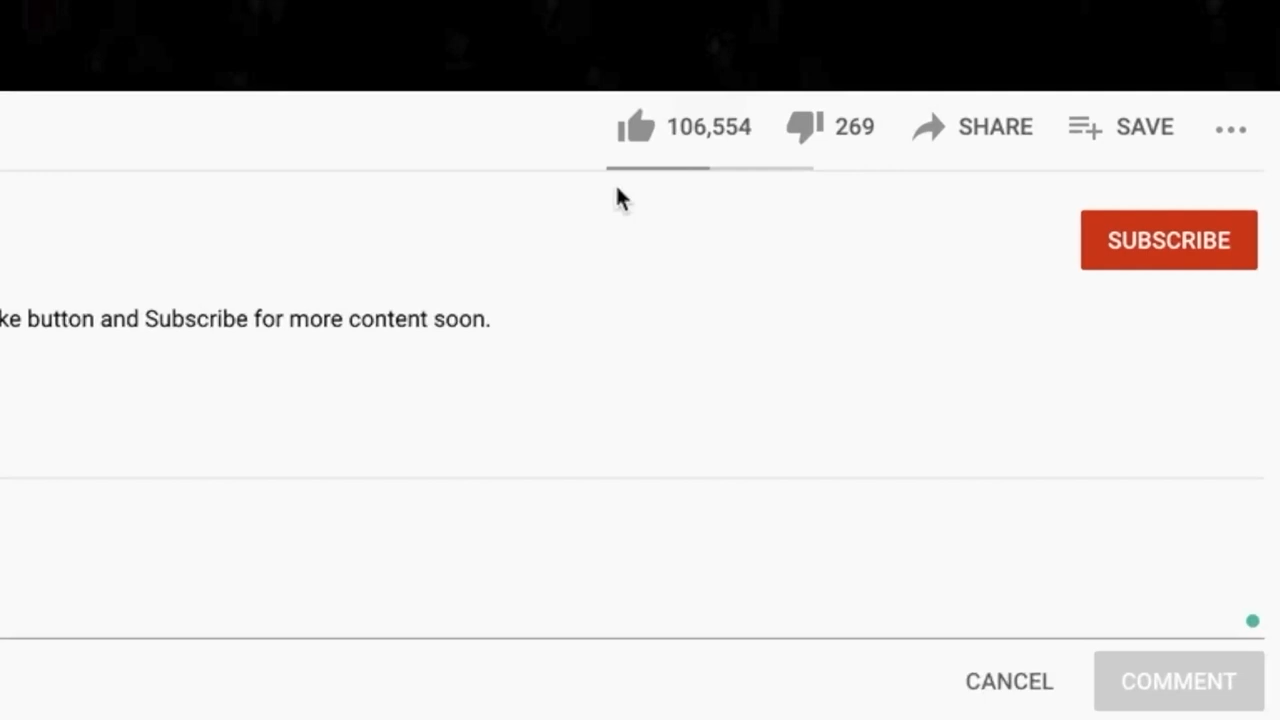 106,554 269 SHARE SAVE
SUBSCRIBE
ke button and Subscribe for more content soon.
CANCEL COMMENT